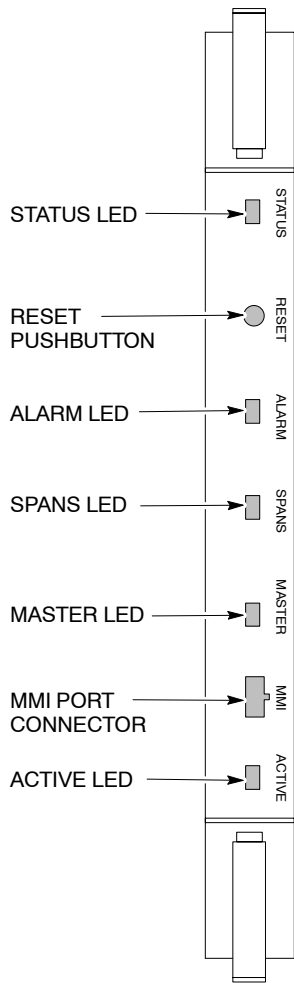 STATUS
STATUS LED
RESET
RESET
PUSHBUTTON
ALARM
ALARM LED
SPANS
SPANS LED
MASTER
MASTER LED
MMI
MMI PORT
CONNECTOR
ACTIVE
ACTIVE LED